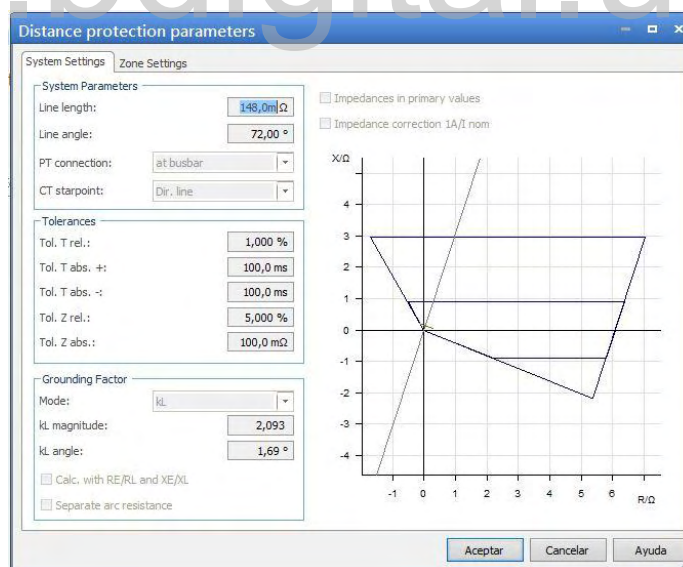 .bdigital.u
Distance protection parameters
System Settings Zone Settings
System Parameters
Line length: 148,0m Ω
Line angle: 72,00 °
PT connection: at busbar
CT starpoint: Dir. line
Tolerances
Tol. T rel.: 1,000 %
Tol. T abs. +: 100,0 ms
Tol. T abs. -: 100,0 ms
Tol. Z rel.: 5,000 %
Tol. Z abs.: 100,0 mΩ
Grounding Factor
Mode: kL
kL magnitude: 2,093
kL angle: 1,69 °
Calc. with RE/RL and XE/XL
Separate arc resistance
Impedances in primary values
Impedance correction 1A/I nom
X/Ω
4
3
2
1
0
-1
-2
-3
-4
-1 0 1 2 3 4 5 6 R/Ω
Aceptar Cancelar Ayuda